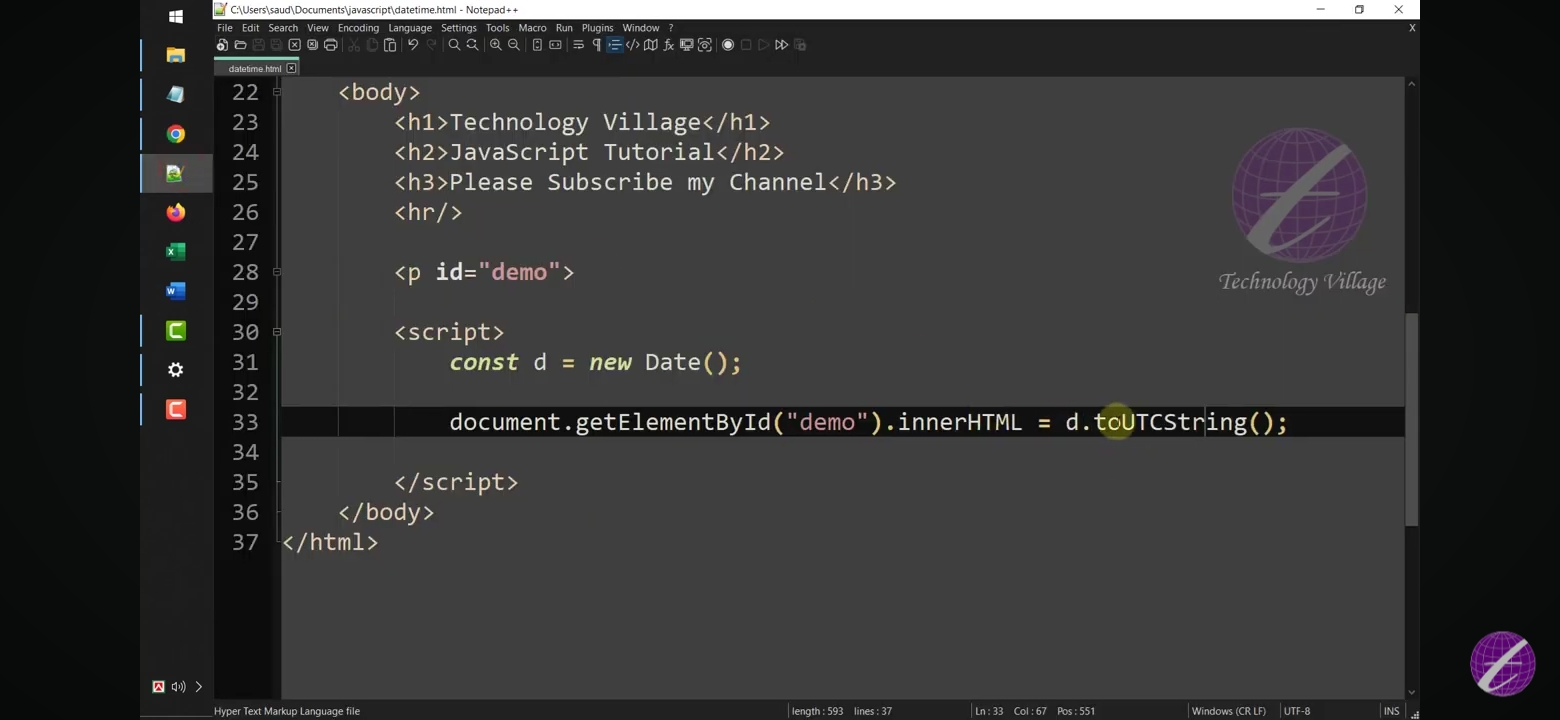 C:\Users\saud\Documents\javascript\datetime.html - Notepad++
File Edit Search View Encoding Language Settings Tools Macro Run Plugins Window ? X
datetime.html
22 <body>
23 <h1>Technology Village</h1>
24 <h2>JavaScript Tutorial</h2>
25 <h3>Please Subscribe my Channel</h3>
26 <hr/>
27
28 <p id="demo">
29
30 <script>
31 const d = new Date();
32
33 document.getElementById("demo").innerHTML = d.toUTCString();
34
35 </script>
36 </body>
37 </html>
Technology Village
Hyper Text Markup Language file length : 593 lines : 37 Ln : 33 Col : 67 Pos : 551 Windows (CR LF) UTF-8 INS